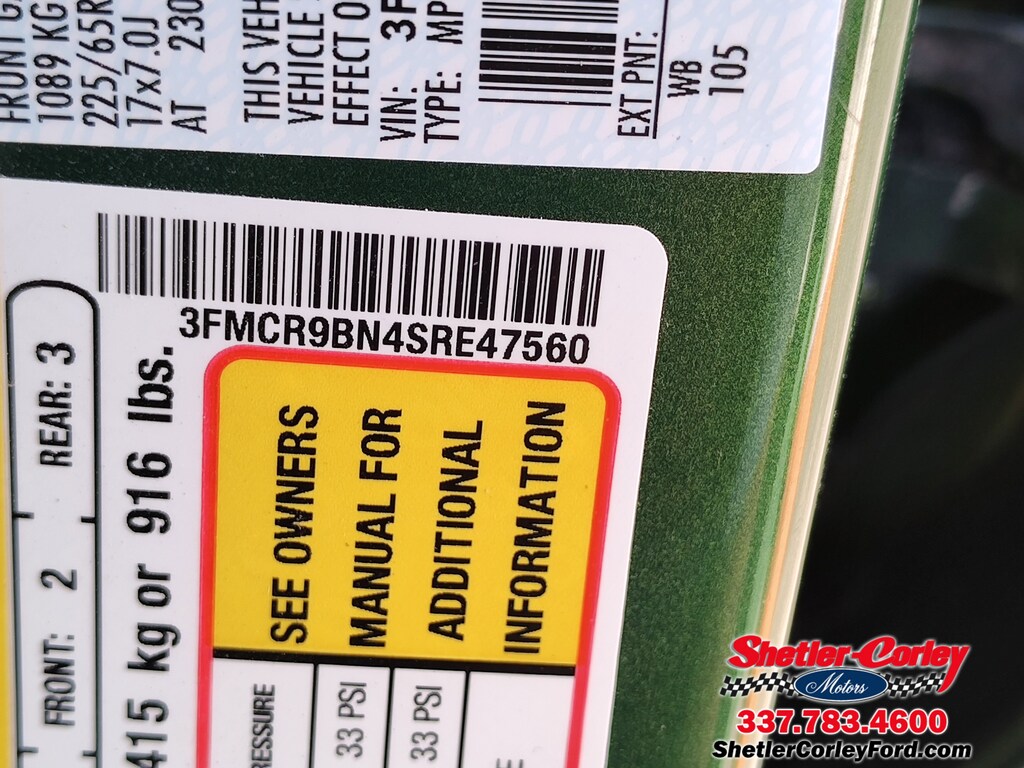 FRONT
1089 KG
225/65R
17x7.0J
AT 230
THIS VEH
VEHICLE
EFFECT O
VIN: 3F
TYPE: MP
EXT PNT:
WB
105
3FMCR9BN4SRE47560
FRONT: 2 REAR: 3
415 kg or 916 lbs.
SEE OWNERS
MANUAL FOR
ADDITIONAL
INFORMATION
RESSURE
33 PSI
33 PSI
Shetler-Corley
Motors
337.783.4600
ShetlerCorleyFord.com